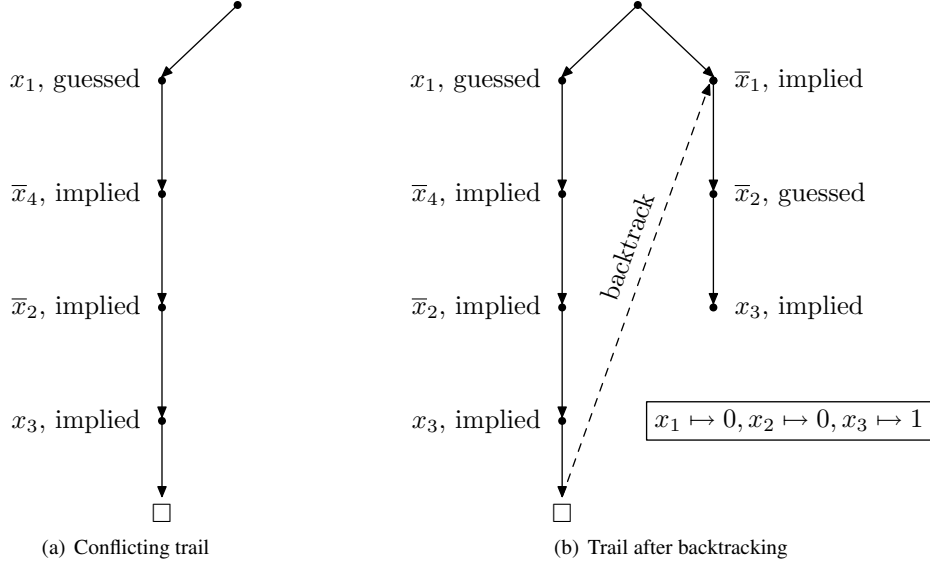 x₁, guessed
x̅₄, implied
x̅₂, implied
x₃, implied
□
(a) Conflicting trail
x₁, guessed
x̅₁, implied
x̅₄, implied
x̅₂, guessed
backtrack
x̅₂, implied
x₃, implied
x₃, implied
x₁ ↦ 0, x₂ ↦ 0, x₃ ↦ 1
□
(b) Trail after backtracking